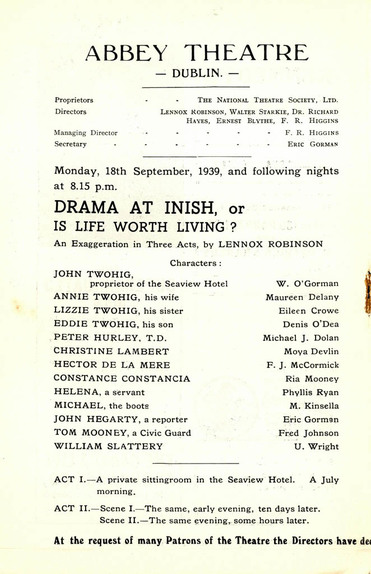 ABBEY THEATRE
— DUBLIN. —
Proprietors - - THE NATIONAL THEATRE SOCIETY, LTD.
Directors LENNOX ROBINSON, WALTER STARKIE, DR. RICHARD
HAYES, ERNEST BLYTHE, F. R. HIGGINS
Managing Director - - - - - F. R. HIGGINS
Secretary - - - - - - ERIC GORMAN
Monday, 18th September, 1939, and following nights
at 8.15 p.m.
DRAMA AT INISH, or
IS LIFE WORTH LIVING?
An Exaggeration in Three Acts, by LENNOX ROBINSON
Characters:
JOHN TWOHIG,
proprietor of the Seaview Hotel W. O'Gorman
ANNIE TWOHIG, his wife Maureen Delany
LIZZIE TWOHIG, his sister Eileen Crowe
EDDIE TWOHIG, his son Denis O'Dea
PETER HURLEY, T.D. Michael J. Dolan
CHRISTINE LAMBERT Moya Devlin
HECTOR DE LA MERE F. J. McCormick
CONSTANCE CONSTANCIA Ria Mooney
HELENA, a servant Phyllis Ryan
MICHAEL, the boots M. Kinsella
JOHN HEGARTY, a reporter Eric Gorman
TOM MOONEY, a Civic Guard Fred Johnson
WILLIAM SLATTERY U. Wright
ACT I.—A private sittingroom in the Seaview Hotel. A July
morning.
ACT II.—Scene I.—The same, early evening, ten days later.
Scene II.—The same evening, some hours later.
At the request of many Patrons of the Theatre the Directors have dec